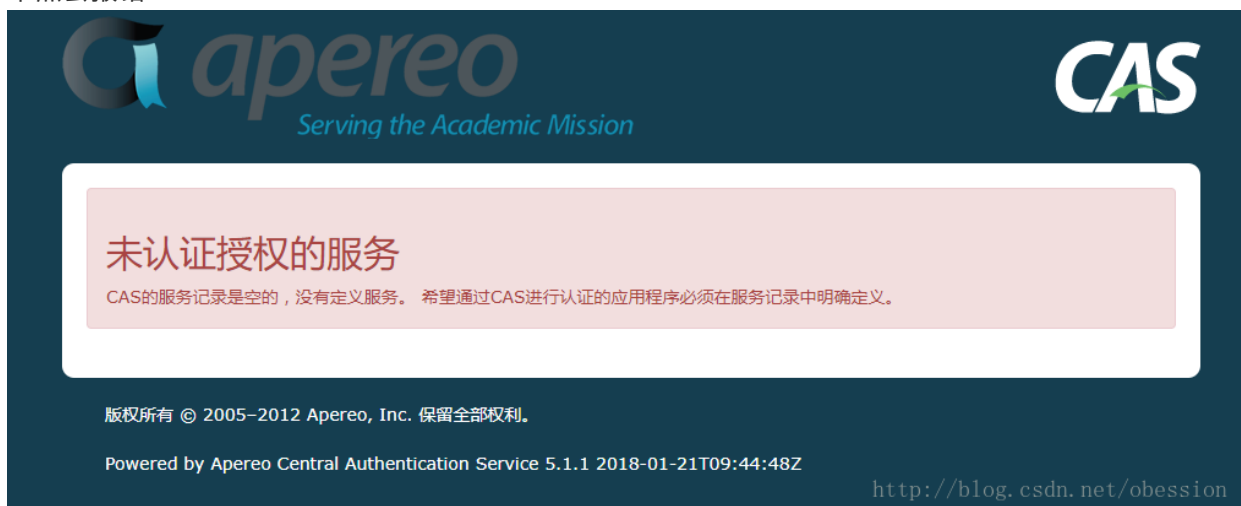 apereo
CAS
Serving the Academic Mission
未认证授权的服务
CAS的服务记录是空的，没有定义服务。 希望通过CAS进行认证的应用程序必须在服务记录中明确定义。
版权所有 © 2005–2012 Apereo, Inc. 保留全部权利。
Powered by Apereo Central Authentication Service 5.1.1 2018-01-21T09:44:48Z
http://blog.csdn.net/obession